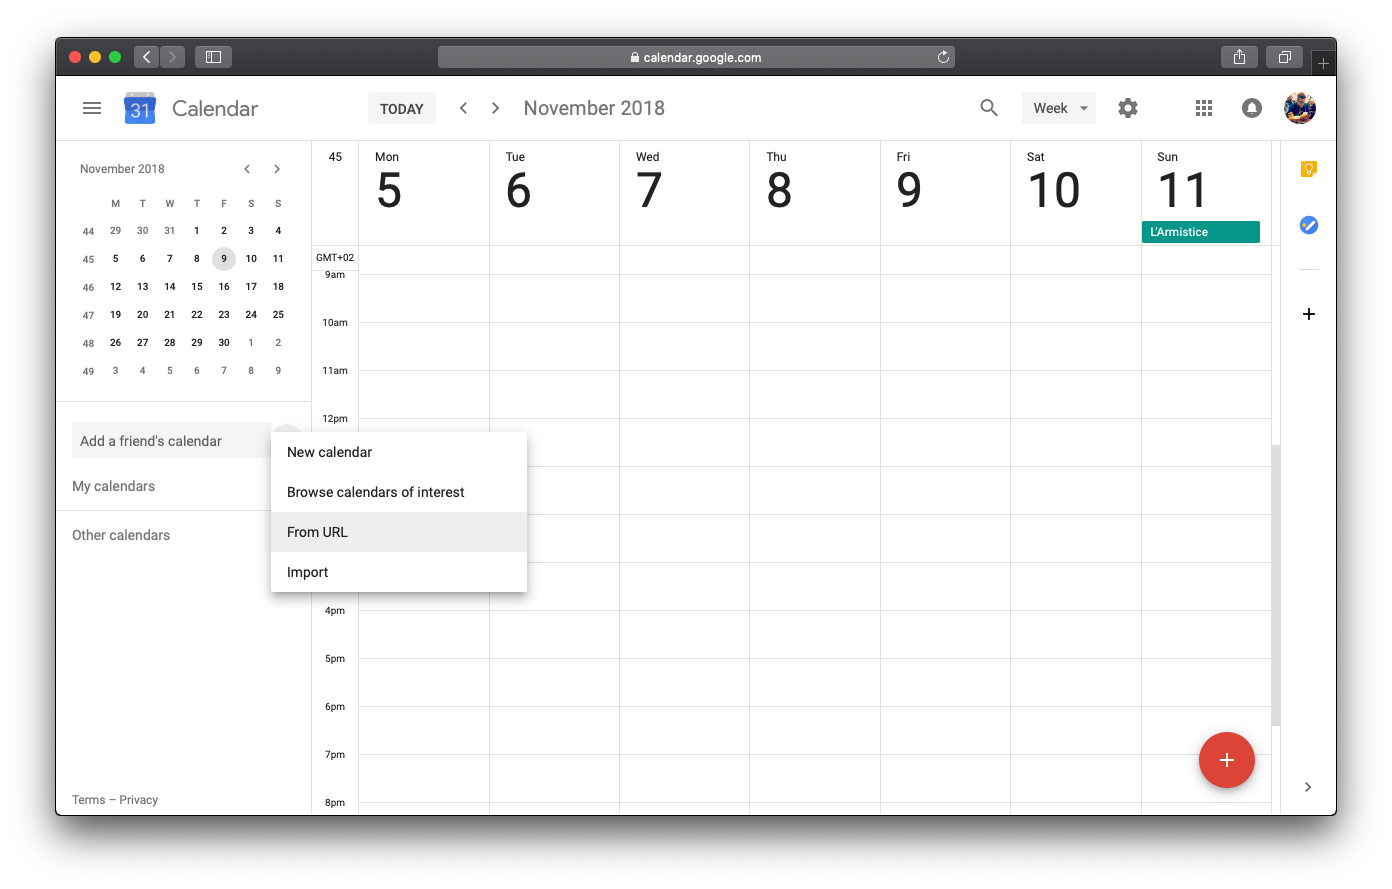 calendar.google.com
31 Calendar TODAY November 2018 Week
November 2018
M T W T F S S
44 29 30 31 1 2 3 4
45 5 6 7 8 9 10 11
46 12 13 14 15 16 17 18
47 19 20 21 22 23 24 25
48 26 27 28 29 30 1 2
49 3 4 5 6 7 8 9
Add a friend's calendar
My calendars
Other calendars
New calendar
Browse calendars of interest
From URL
Import
Terms – Privacy
45 Mon Tue Wed Thu Fri Sat Sun
5 6 7 8 9 10 11
L'Armistice
GMT+02
9am
10am
11am
12pm
4pm
5pm
6pm
7pm
8pm